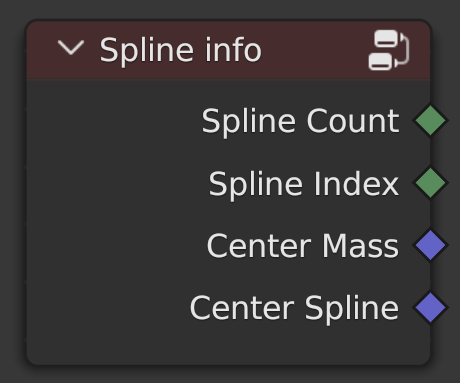 Spline info
Spline Count
Spline Index
Center Mass
Center Spline